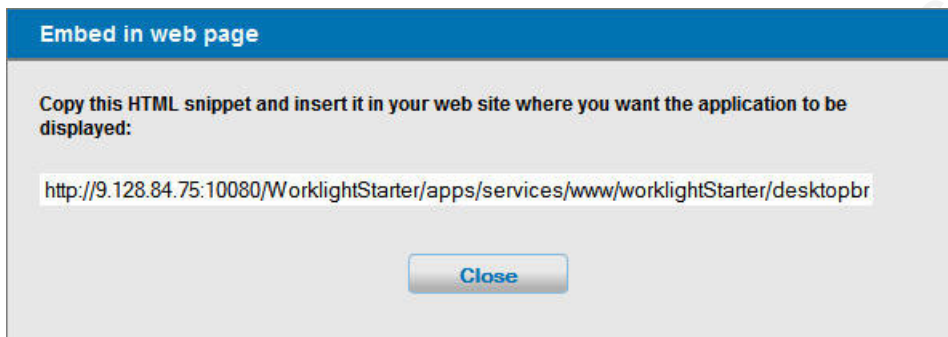 Embed in web page
Copy this HTML snippet and insert it in your web site where you want the application to be
displayed:
http://9.128.84.75:10080/WorklightStarter/apps/services/www/worklightStarter/desktopbr
Close